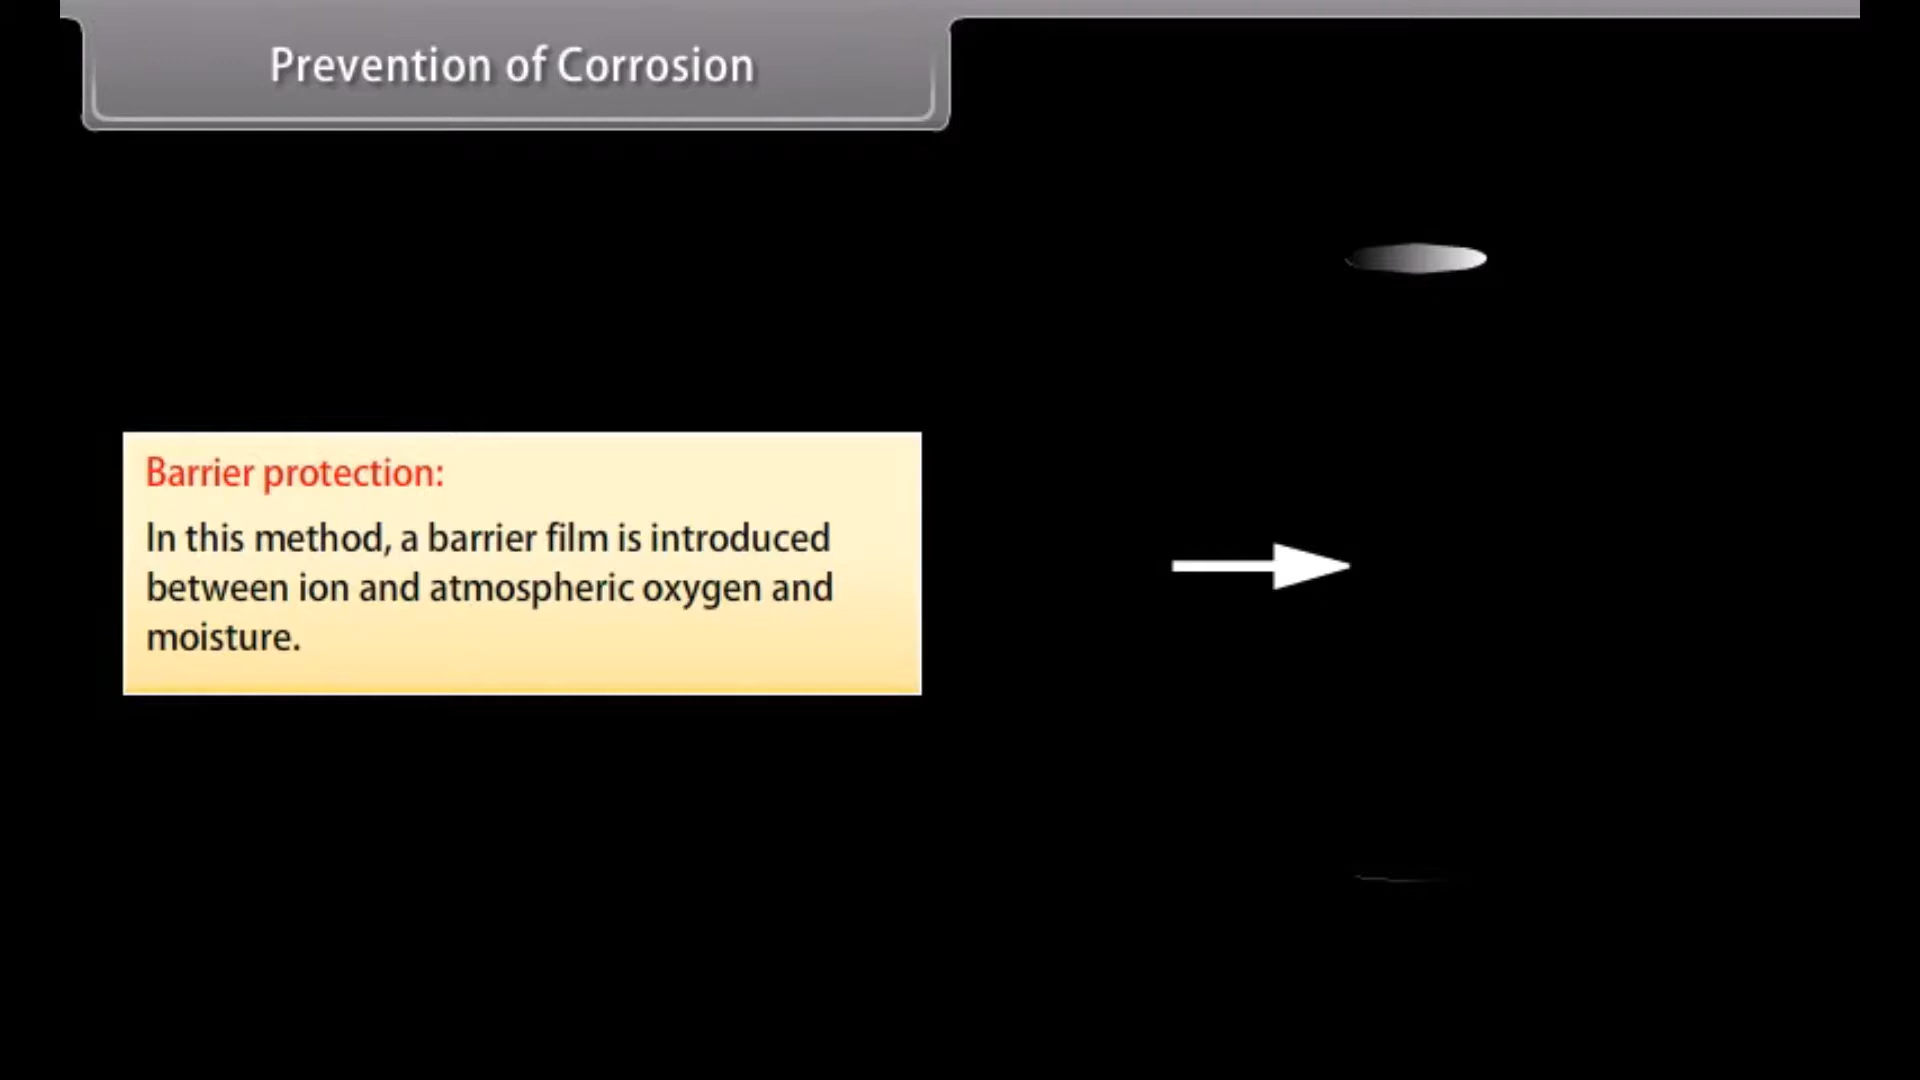 Prevention of Corrosion
Barrier protection:
In this method, a barrier film is introduced
between ion and atmospheric oxygen and
moisture.